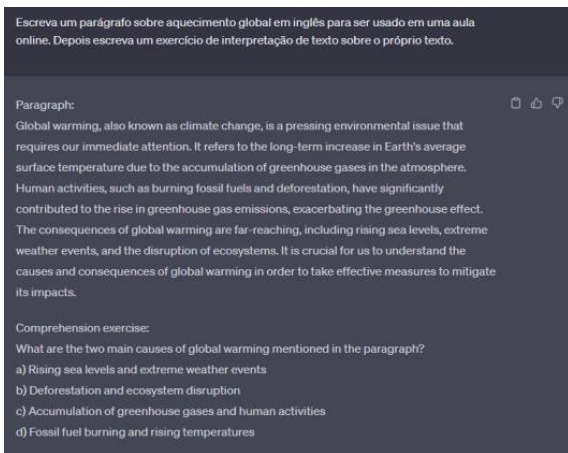 Escreva um parágrafo sobre aquecimento global em inglês para ser usado em uma aula
online. Depois escreva um exercício de interpretação de texto sobre o próprio texto.
Paragraph:
Global warming, also known as climate change, is a pressing environmental issue that
requires our immediate attention. It refers to the long-term increase in Earth's average
surface temperature due to the accumulation of greenhouse gases in the atmosphere.
Human activities, such as burning fossil fuels and deforestation, have significantly
contributed to the rise in greenhouse gas emissions, exacerbating the greenhouse effect.
The consequences of global warming are far-reaching, including rising sea levels, extreme
weather events, and the disruption of ecosystems. It is crucial for us to understand the
causes and consequences of global warming in order to take effective measures to mitigate
its impacts.
Comprehension exercise:
What are the two main causes of global warming mentioned in the paragraph?
a) Rising sea levels and extreme weather events
b) Deforestation and ecosystem disruption
c) Accumulation of greenhouse gases and human activities
d) Fossil fuel burning and rising temperatures